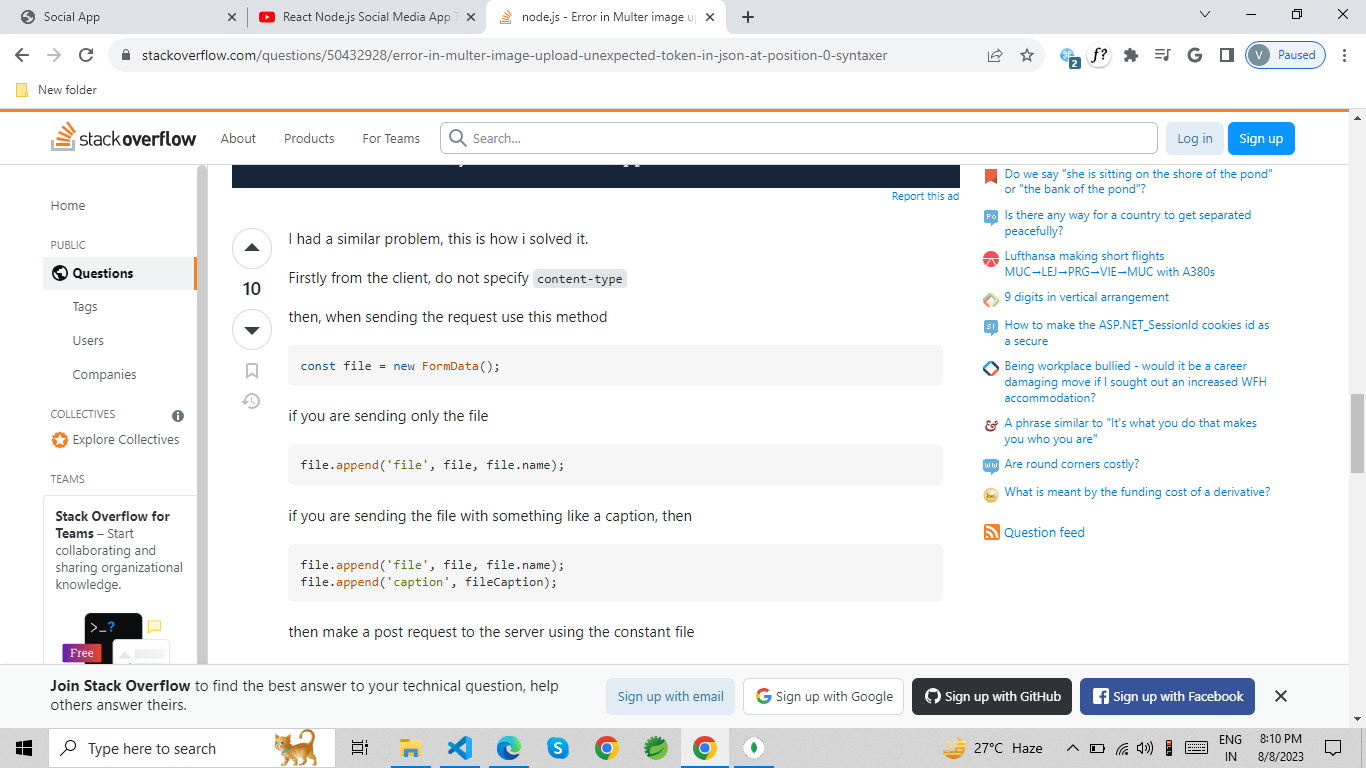 Social App
React Node.js Social Media App T
node.js - Error in Multer image u
stackoverflow.com/questions/50432928/error-in-multer-image-upload-unexpected-token-in-json-at-position-0-syntaxer
2
f?
G
V Paused
New folder
stackoverflow
About
Products
For Teams
Search...
Log in
Sign up
Report this ad
Home
PUBLIC
Questions
Tags
Users
Companies
COLLECTIVES
Explore Collectives
TEAMS
Stack Overflow for
Teams – Start
collaborating and
sharing organizational
knowledge.
>_?
Free
10
I had a similar problem, this is how i solved it.
Firstly from the client, do not specify content-type
then, when sending the request use this method
const file = new FormData();
if you are sending only the file
file.append('file', file, file.name);
if you are sending the file with something like a caption, then
file.append('file', file, file.name);
file.append('caption', fileCaption);
then make a post request to the server using the constant file
Do we say "she is sitting on the shore of the pond"
or "the bank of the pond"?
Is there any way for a country to get separated
peacefully?
Lufthansa making short flights
MUC→LEJ→PRG→VIE→MUC with A380s
9 digits in vertical arrangement
How to make the ASP.NET_SessionId cookies id as
a secure
Being workplace bullied - would it be a career
damaging move if I sought out an increased WFH
accommodation?
A phrase similar to "It's what you do that makes
you who you are"
Are round corners costly?
What is meant by the funding cost of a derivative?
Question feed
Join Stack Overflow to find the best answer to your technical question, help
others answer theirs.
Sign up with email
Sign up with Google
Sign up with GitHub
Sign up with Facebook
Type here to search
27°C Haze
ENG
IN
8:10 PM
8/8/2023